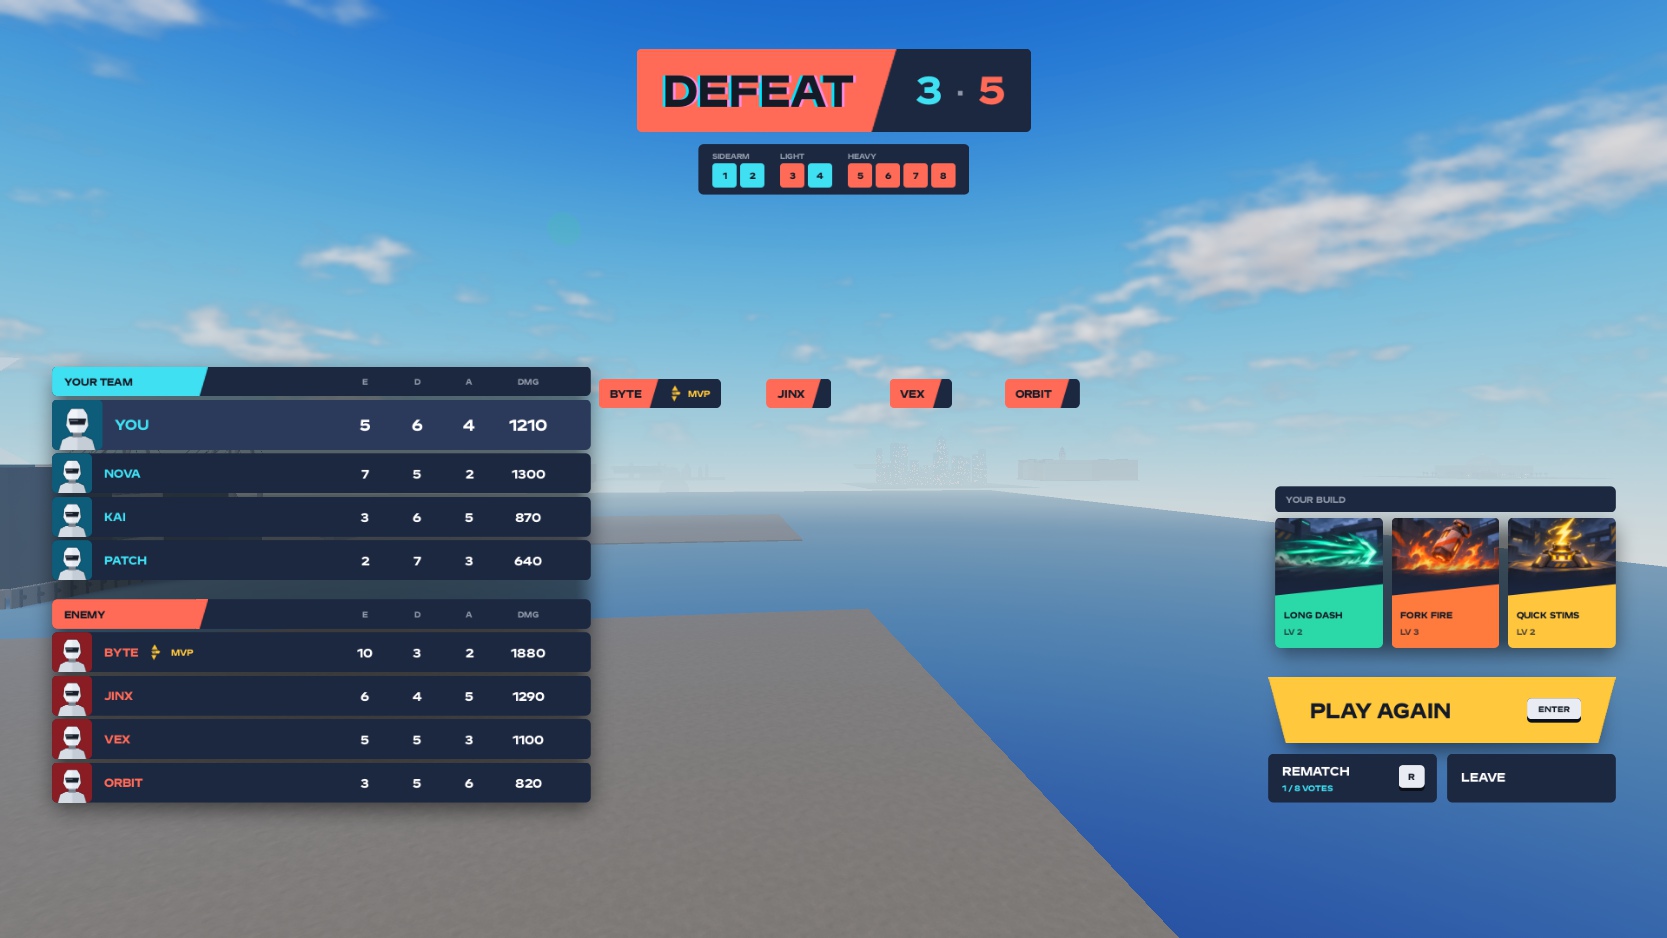 DEFEAT 3 · 5
SIDEARM LIGHT HEAVY
1 2 3 4 5 6 7 8
YOUR TEAM E D A DMG
YOU 5 6 4 1210
NOVA 7 5 2 1300
KAI 3 6 5 870
PATCH 2 7 3 640
ENEMY E D A DMG
BYTE MVP 10 3 2 1880
JINX 6 4 5 1290
VEX 5 5 3 1100
ORBIT 3 5 6 820
BYTE MVP JINX VEX ORBIT
YOUR BUILD
LONG DASH
LV 2
FORK FIRE
LV 3
QUICK STIMS
LV 2
PLAY AGAIN ENTER
REMATCH R
1 / 8 VOTES
LEAVE